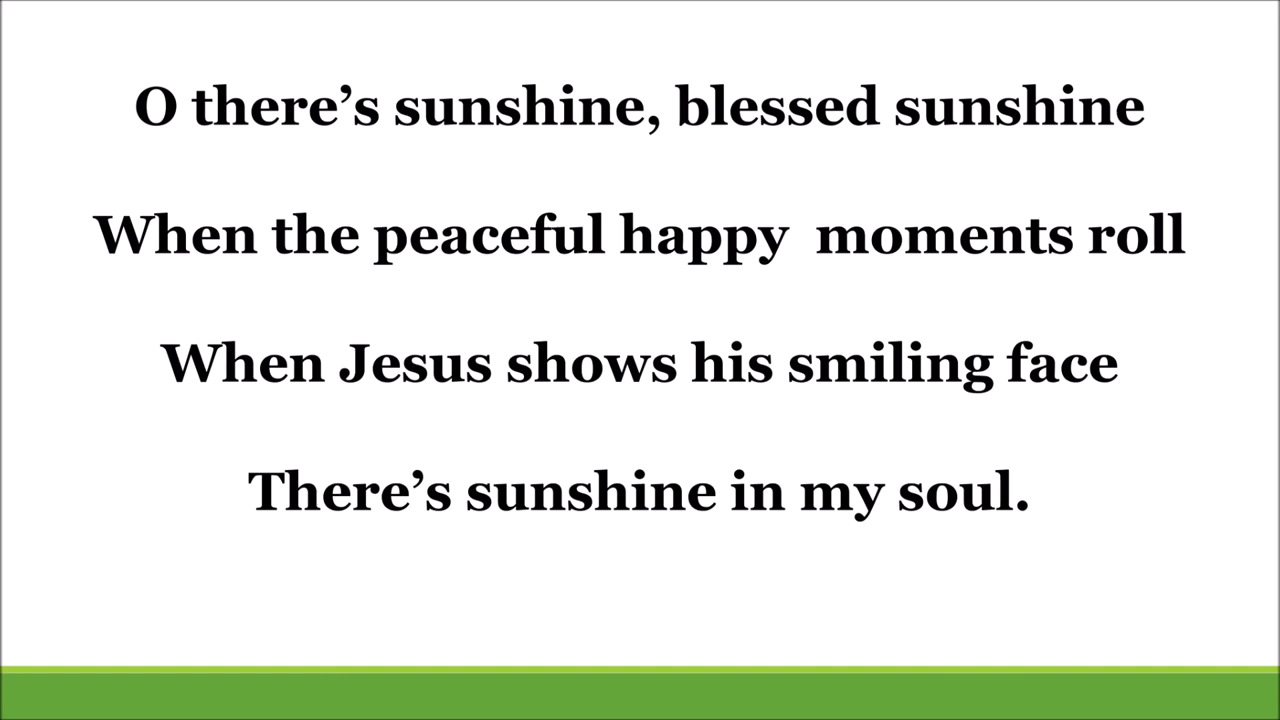 O there’s sunshine, blessed sunshine
When the peaceful happy  moments roll
When Jesus shows his smiling face
There’s sunshine in my soul.